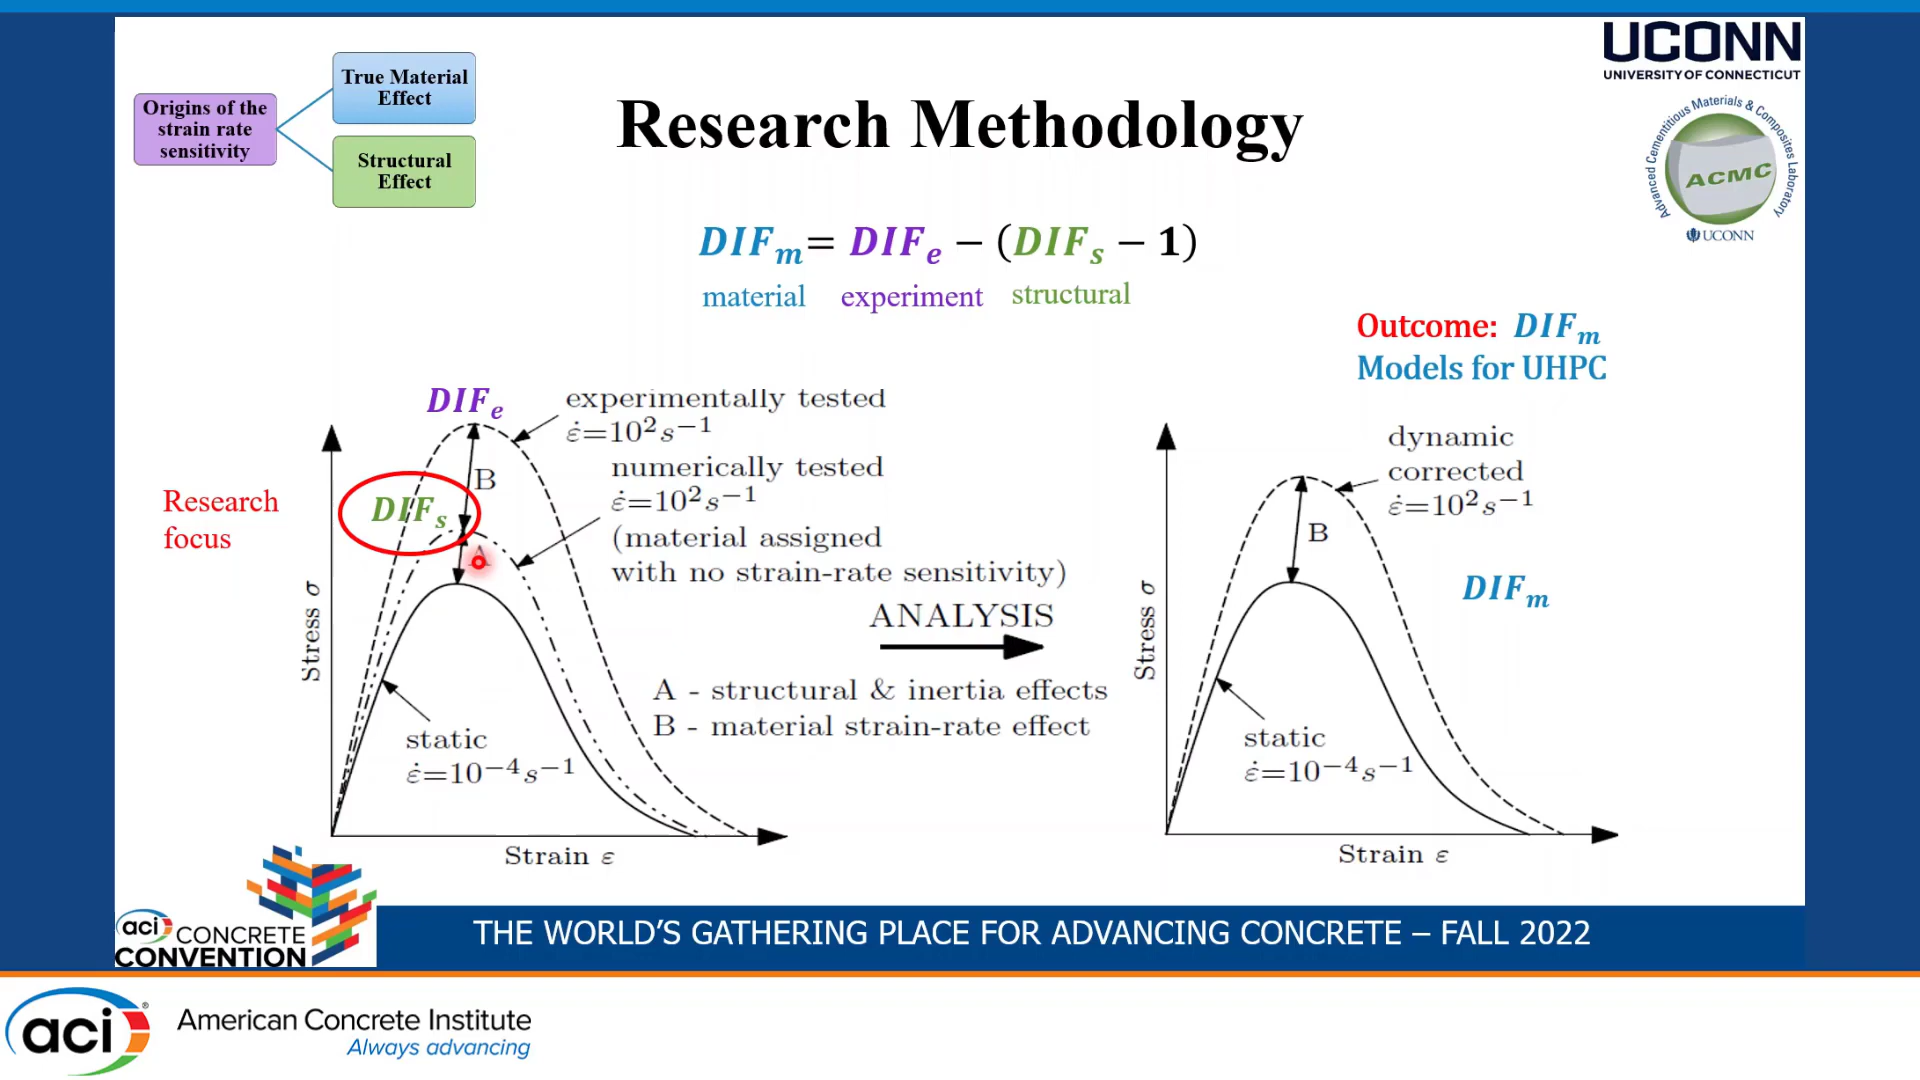 Origins of the
strain rate
sensitivity
True Material
Effect
Structural
Effect
Research Methodology
UCONN
UNIVERSITY OF CONNECTICUT
Advanced Cementitious Materials & Composites Laboratory
ACMC
UCONN
DIFm= DIFe − (DIFs − 1)
material experiment structural
Outcome: DIFm
Models for UHPC
Research
focus
DIFe
experimentally tested
ε̇=10²s⁻¹
B
numerically tested
ε̇=10²s⁻¹
(material assigned
with no strain-rate sensitivity)
DIFs
A
static
ε̇=10⁻⁴s⁻¹
Stress σ
Strain ε
ANALYSIS
A - structural & inertia effects
B - material strain-rate effect
dynamic
corrected
ε̇=10²s⁻¹
B
DIFm
static
ε̇=10⁻⁴s⁻¹
Stress σ
Strain ε
aci CONCRETE
CONVENTION
THE WORLD'S GATHERING PLACE FOR ADVANCING CONCRETE – FALL 2022
aci
American Concrete Institute
Always advancing